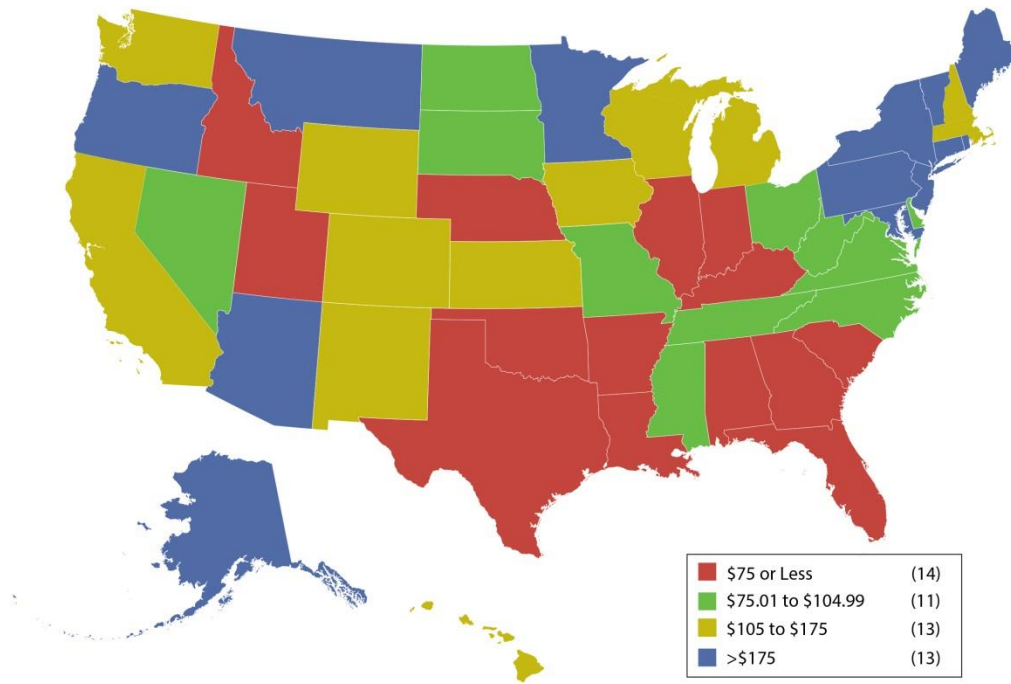 $75 or Less (14)
$75.01 to $104.99 (11)
$105 to $175 (13)
>$175 (13)